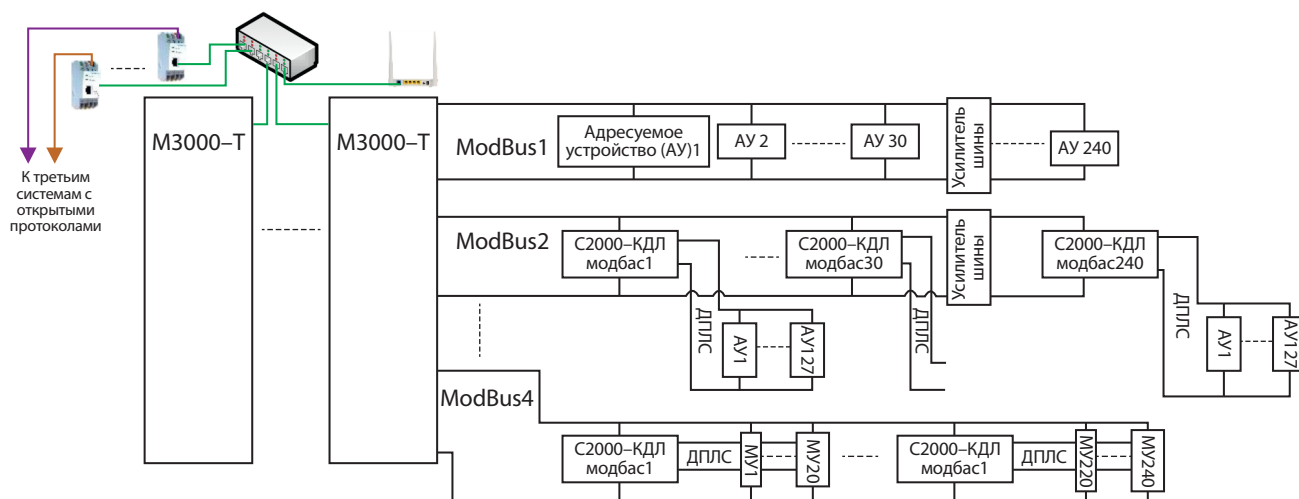 М3000–Т
М3000–Т
К третьим
системам с
открытыми
протоколами
ModBus1
Адресуемое
устройство (АУ)1
АУ 2
АУ 30
Усилитель
шины
АУ 240
ModBus2
С2000–КДЛ
модбас1
С2000–КДЛ
модбас30
Усилитель
шины
С2000–КДЛ
модбас240
ДПЛС
АУ1
АУ127
ДПЛС
ДПЛС
АУ1
АУ127
ModBus4
С2000–КДЛ
модбас1
ДПЛС
МУ1
МУ20
С2000–КДЛ
модбас1
ДПЛС
МУ220
МУ240